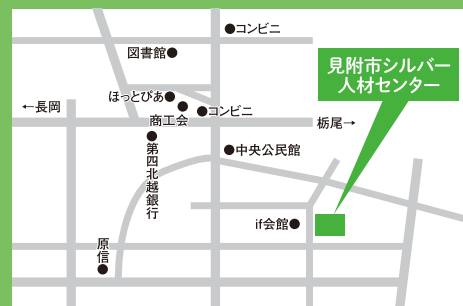 コンビニ
図書館
見附市シルバー
人材センター
ほっとぴあ
←長岡
商工会
コンビニ
栃尾→
第四北越銀行
中央公民館
if会館
原信